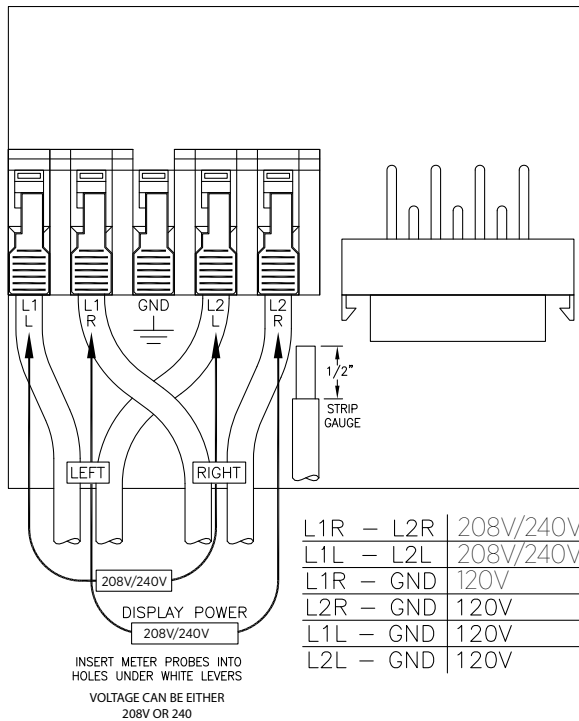 L1 L1 GND L2 L2
L R L R
1/2"
STRIP
GAUGE
LEFT RIGHT
208V/240V
DISPLAY POWER
208V/240V
INSERT METER PROBES INTO
HOLES UNDER WHITE LEVERS
VOLTAGE CAN BE EITHER
208V OR 240
L1R – L2R 208V/240V
L1L – L2L 208V/240V
L1R – GND 120V
L2R – GND 120V
L1L – GND 120V
L2L – GND 120V